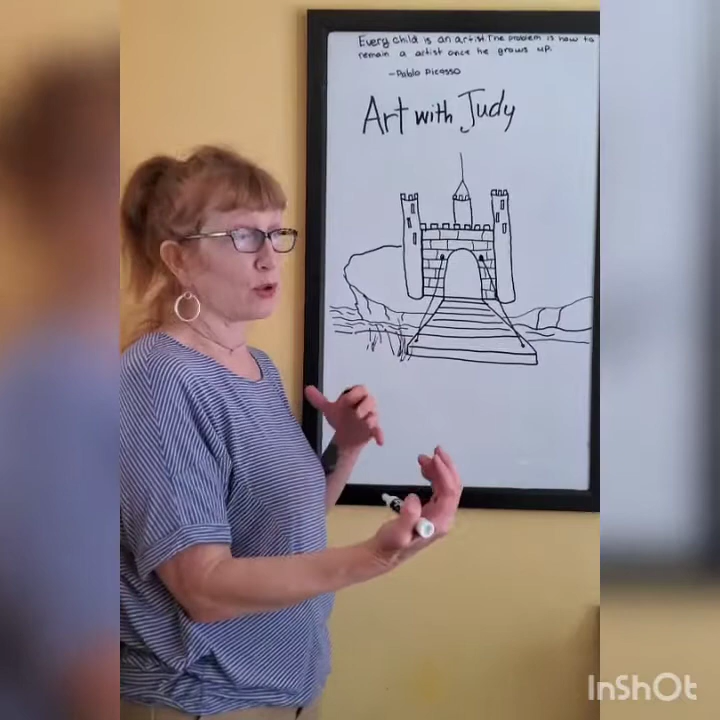 Every child is an artist. The problem is how to
remain a artist once he grows up.
-Pablo Picasso
Art with Judy
InShOt